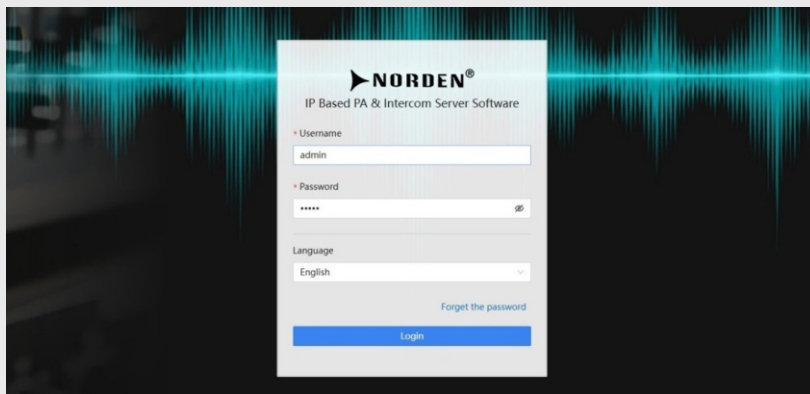 NORDEN®
IP Based PA & Intercom Server Software
* Username
admin
* Password
•••••
Language
English
Forget the password
Login